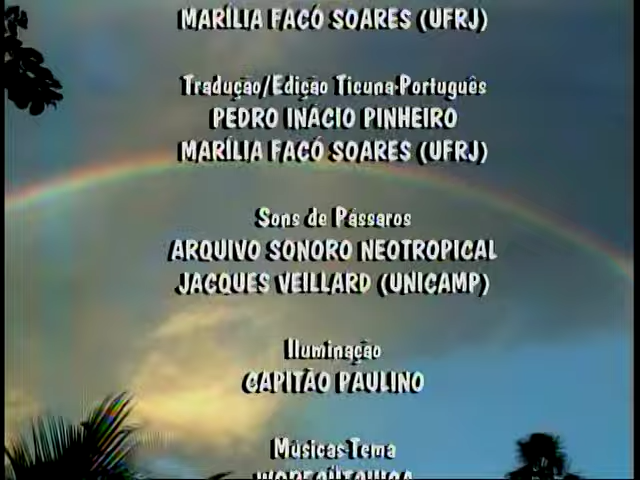 MARÍLIA FACÓ SOARES (UFRJ)
Tradução/Edição Ticuna-Português
PEDRO INÁCIO PINHEIRO
MARÍLIA FACÓ SOARES (UFRJ)
Sons de Pássaros
ARQUIVO SONORO NEOTROPICAL
JACQUES VEILLARD (UNICAMP)
Iluminação
CAPITÃO PAULINO
Músicas-Tema